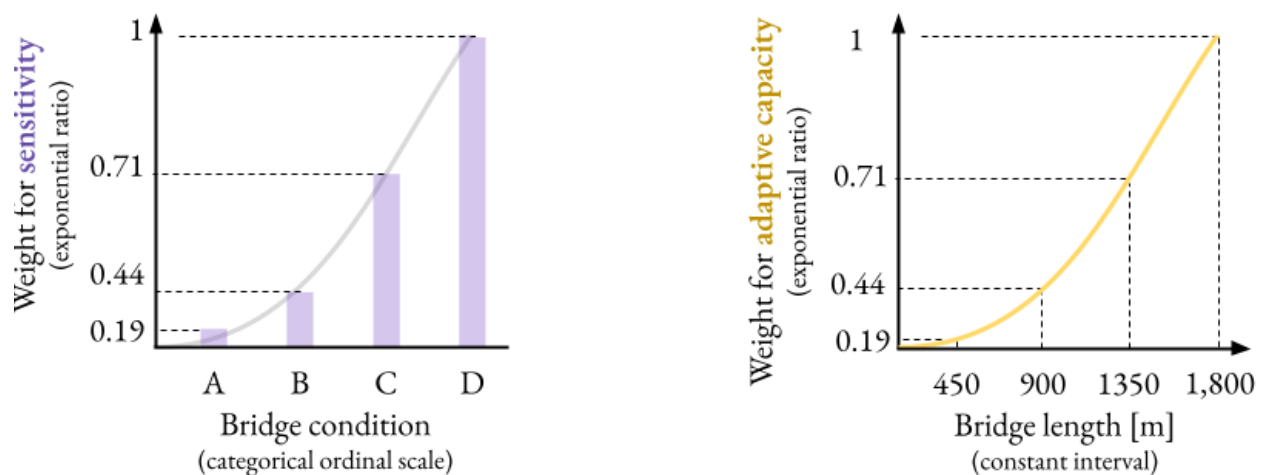 Weight for sensitivity
(exponential ratio)
1
0.71
0.44
0.19
A B C D
Bridge condition
(categorical ordinal scale)
Weight for adaptive capacity
(exponential ratio)
1
0.71
0.44
0.19
450 900 1350 1,800
Bridge length [m]
(constant interval)